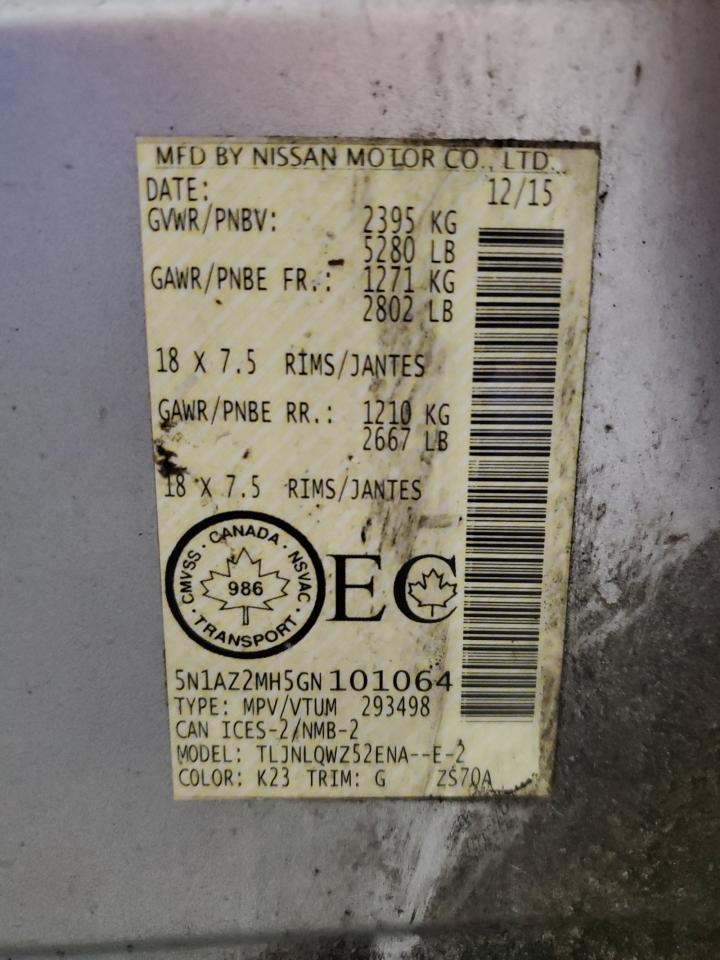 MFD BY NISSAN MOTOR CO., LTD.
DATE: 12/15
GVWR/PNBV: 2395 KG
5280 LB
GAWR/PNBE FR.: 1271 KG
2802 LB
18 X 7.5 RIMS/JANTES
GAWR/PNBE RR.: 1210 KG
2667 LB
18 X 7.5 RIMS/JANTES
CMVSS · CANADA · NSVAC · TRANSPORT ·
986
EC
5N1AZ2MH5GN101064
TYPE: MPV/VTUM 293498
CAN ICES-2/NMB-2
MODEL: TLJNLQWZ52ENA--E-2
COLOR: K23 TRIM: G ZS70A